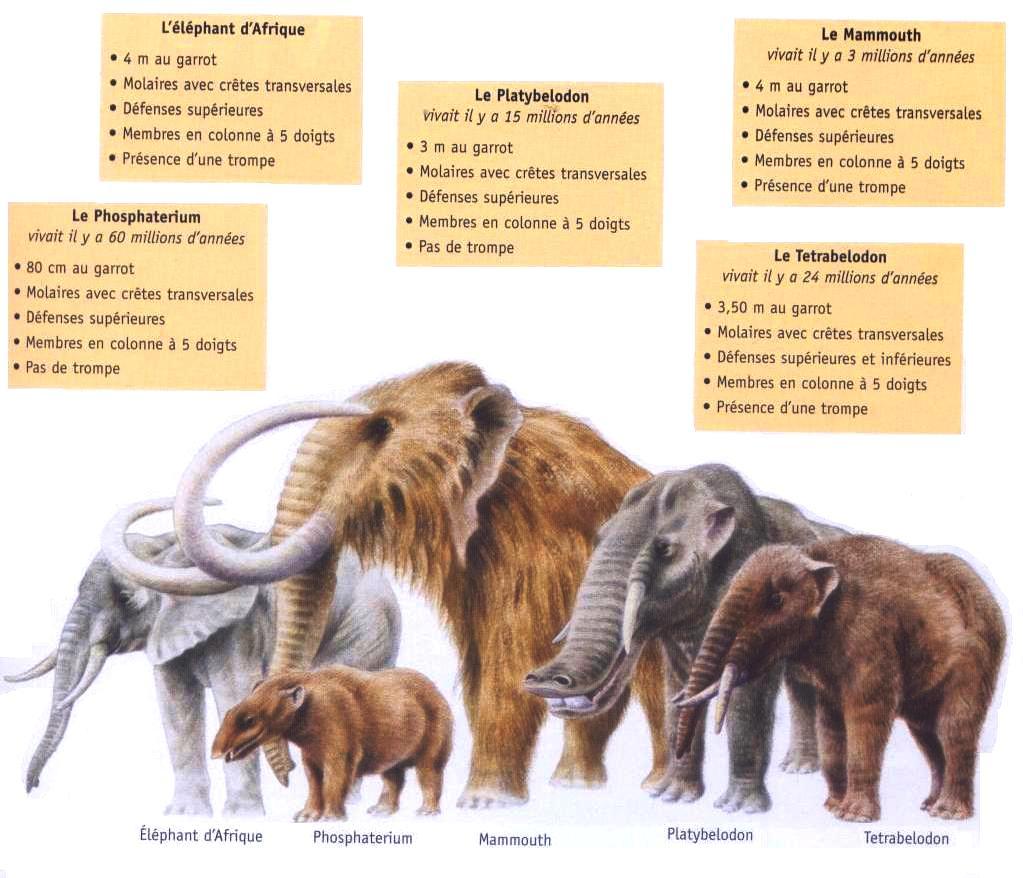 L'éléphant d'Afrique
• 4 m au garrot
• Molaires avec crêtes transversales
• Défenses supérieures
• Membres en colonne à 5 doigts
• Présence d'une trompe
Le Platybelodon
vivait il y a 15 millions d'années
• 3 m au garrot
• Molaires avec crêtes transversales
• Défenses supérieures
• Membres en colonne à 5 doigts
• Pas de trompe
Le Mammouth
vivait il y a 3 millions d'années
• 4 m au garrot
• Molaires avec crêtes transversales
• Défenses supérieures
• Membres en colonne à 5 doigts
• Présence d'une trompe
Le Phosphaterium
vivait il y a 60 millions d'années
• 80 cm au garrot
• Molaires avec crêtes transversales
• Défenses supérieures
• Membres en colonne à 5 doigts
• Pas de trompe
Le Tetrabelodon
vivait il y a 24 millions d'années
• 3,50 m au garrot
• Molaires avec crêtes transversales
• Défenses supérieures et inférieures
• Membres en colonne à 5 doigts
• Présence d'une trompe
Éléphant d'Afrique
Phosphaterium
Mammouth
Platybelodon
Tetrabelodon